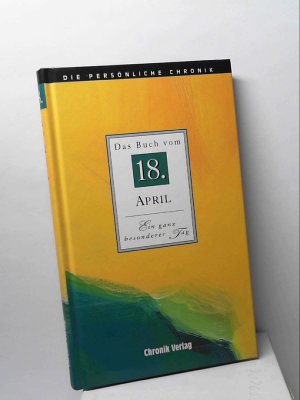 DIE PERSÖNLICHE CHRONIK
Das Buch vom
18.
APRIL
Ein ganz
besonderer Tag
Chronik Verlag